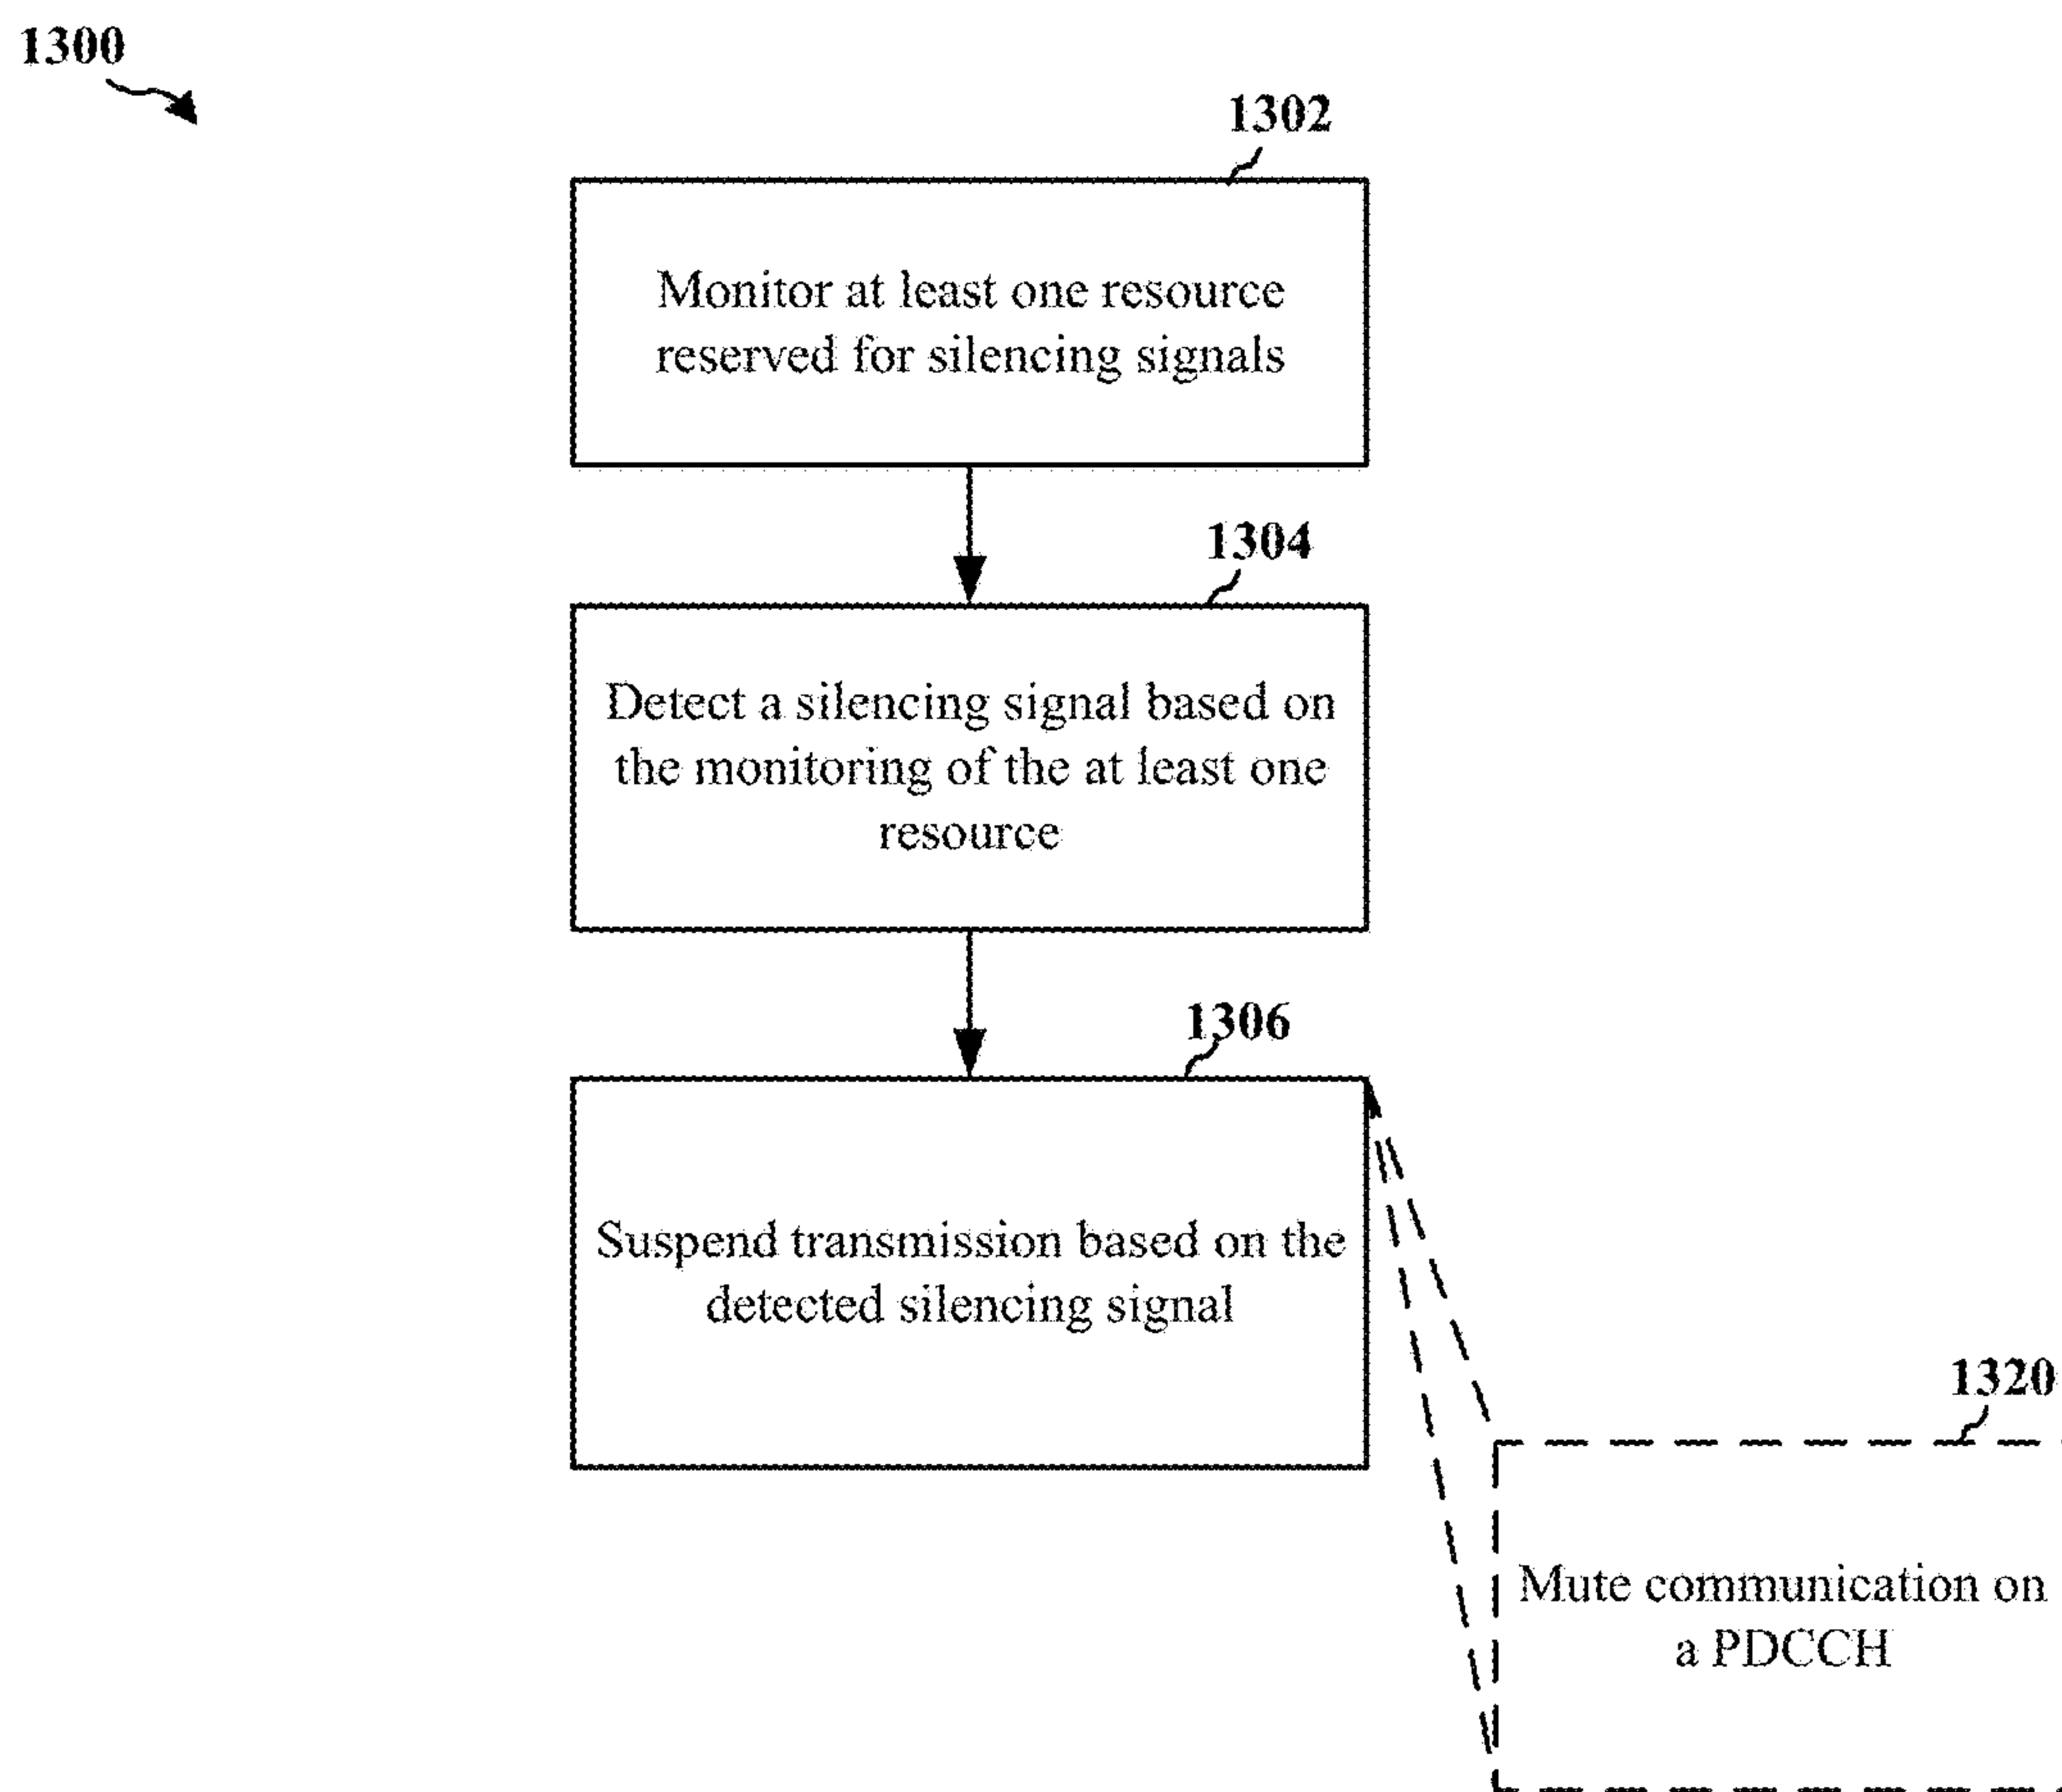 1300
1302
Monitor at least one resource
reserved for silencing signals
1304
Detect a silencing signal based on
the monitoring of the at least one
resource
1306
Suspend transmission based on the
detected silencing signal
1320
Mute communication on
a PDCCH